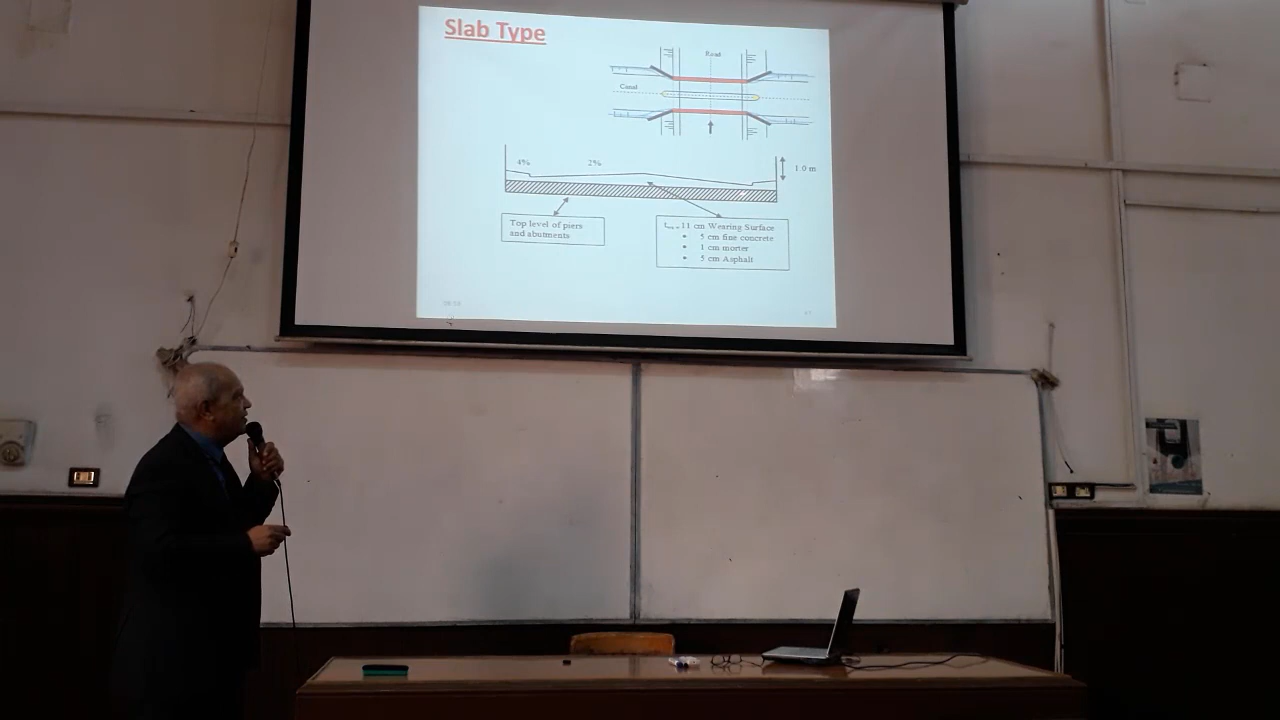 Slab Type
Road
Canal
4%
2%
1.0 m
Top level of piers
and abutments
= 11 cm Wearing Surface
• 5 cm fine concrete
• 1 cm morter
• 5 cm Asphalt